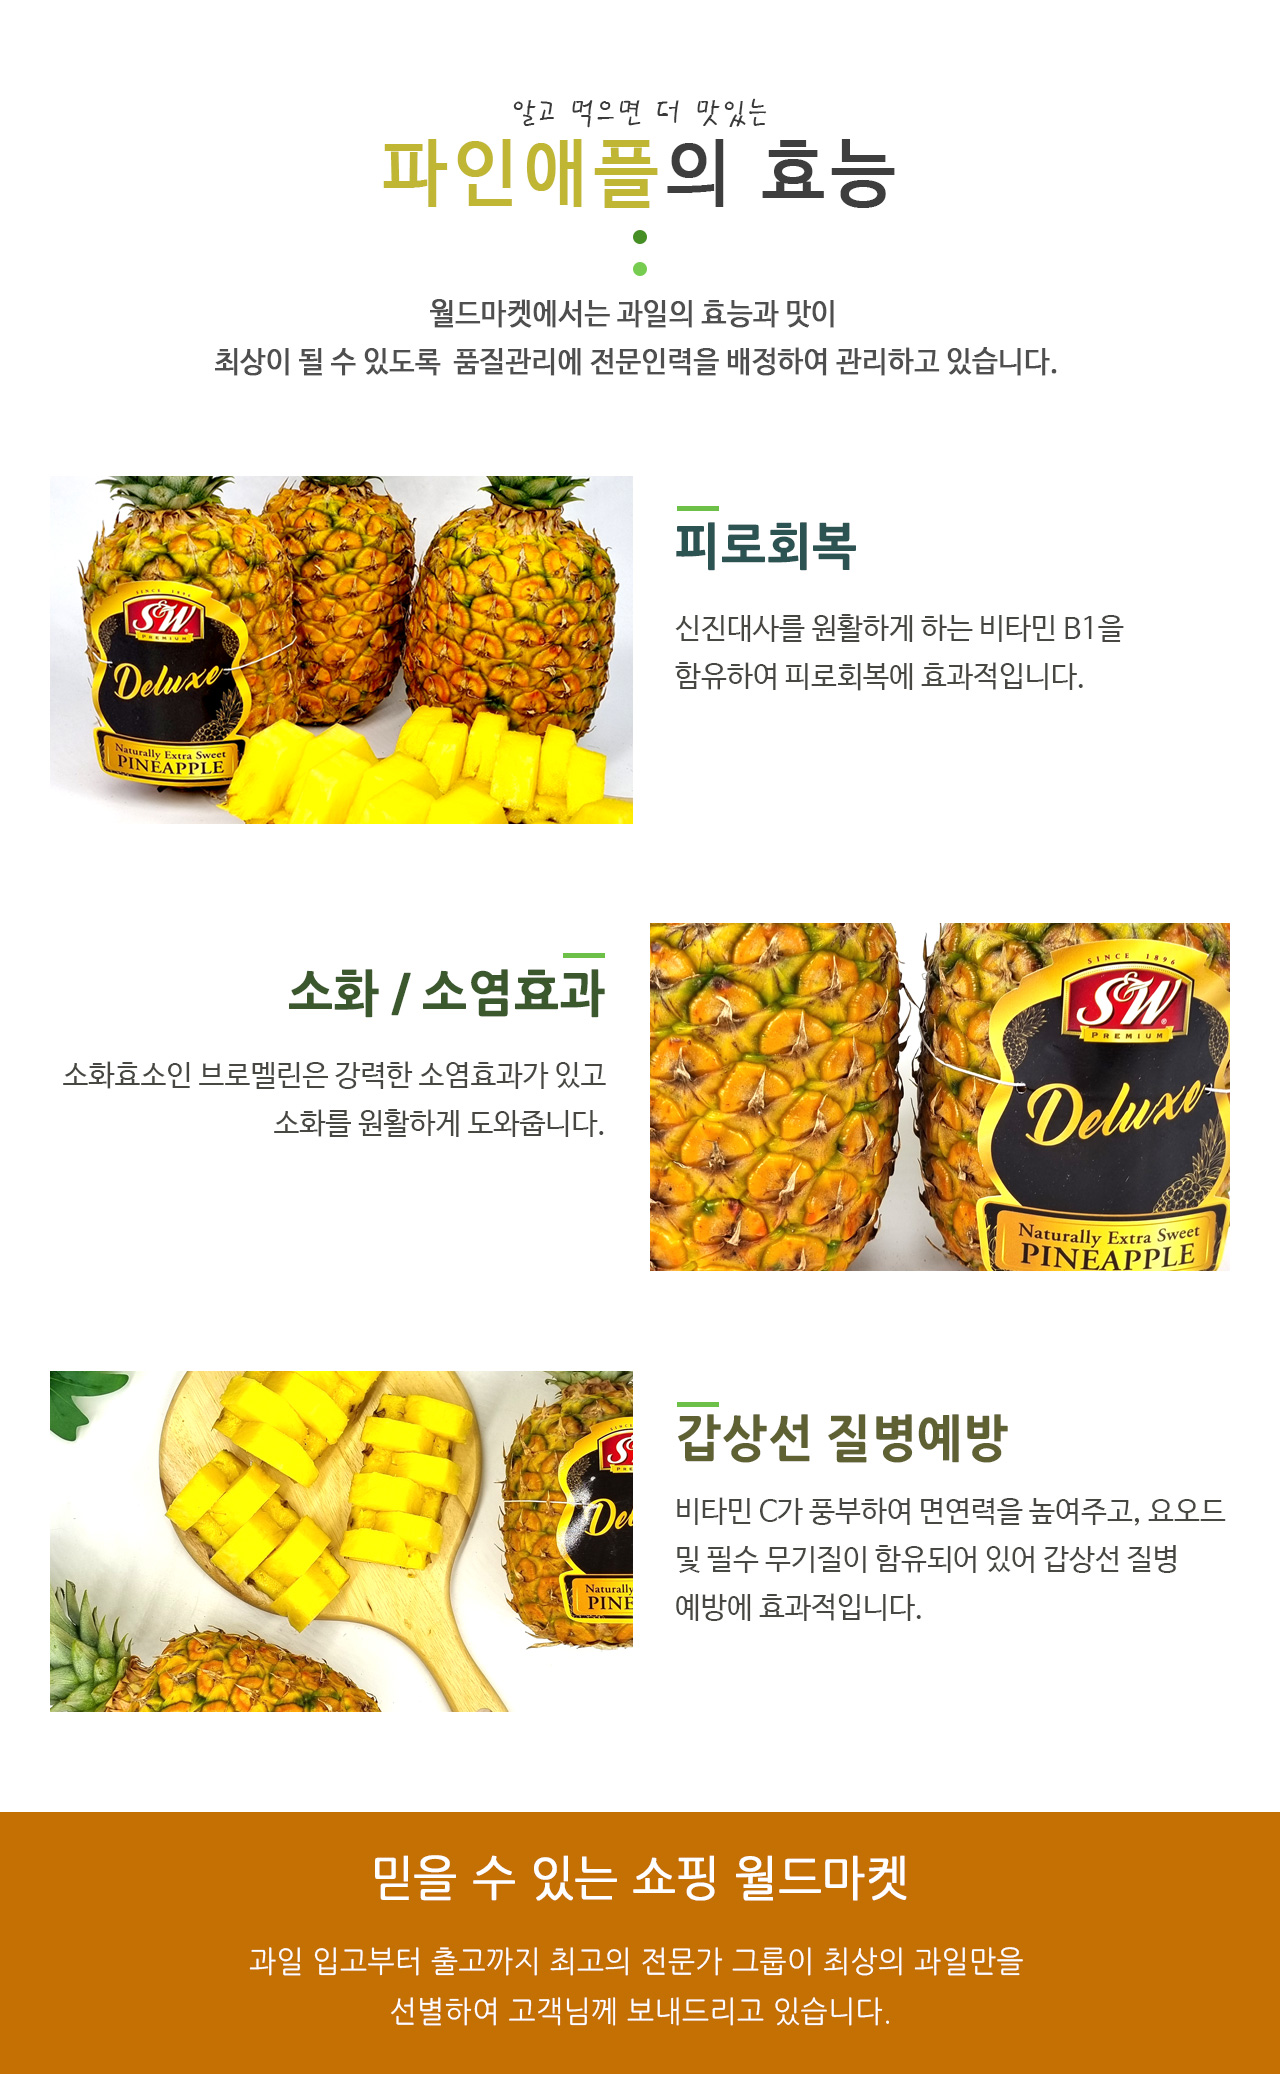 알고 먹으면 더 맛있는
파인애플의 효능
월드마켓에서는 과일의 효능과 맛이
최상이 될 수 있도록 품질관리에 전문인력을 배정하여 관리하고 있습니다.
SINCE 1896
S&W
PREMIUM
Deluxe
Naturally Extra Sweet
PINEAPPLE
피로회복
신진대사를 원활하게 하는 비타민 B1을
함유하여 피로회복에 효과적입니다.
소화 / 소염효과
소화효소인 브로멜린은 강력한 소염효과가 있고
소화를 원활하게 도와줍니다.
SINCE 1896
S&W
PREMIUM
Deluxe
Naturally Extra Sweet
PINEAPPLE
S&W
Del
Naturally
PINE
갑상선 질병예방
비타민 C가 풍부하여 면연력을 높여주고, 요오드
및 필수 무기질이 함유되어 있어 갑상선 질병
예방에 효과적입니다.
믿을 수 있는 쇼핑 월드마켓
과일 입고부터 출고까지 최고의 전문가 그룹이 최상의 과일만을
선별하여 고객님께 보내드리고 있습니다.